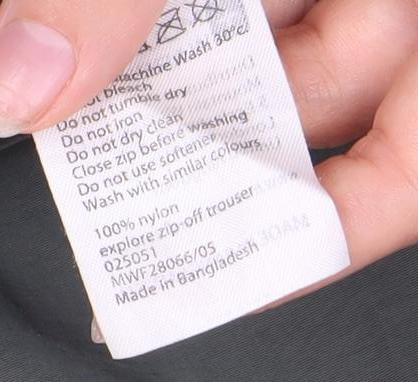 Machine Wash 30°c.
not bleach
Do not tumble dry
Do not iron
Do not dry clean
Close zip before washing
Do not use softener
Wash with similar colours
100% nylon
explore zip-off trouser
025051
MWF28066/05
Made in Bangladesh